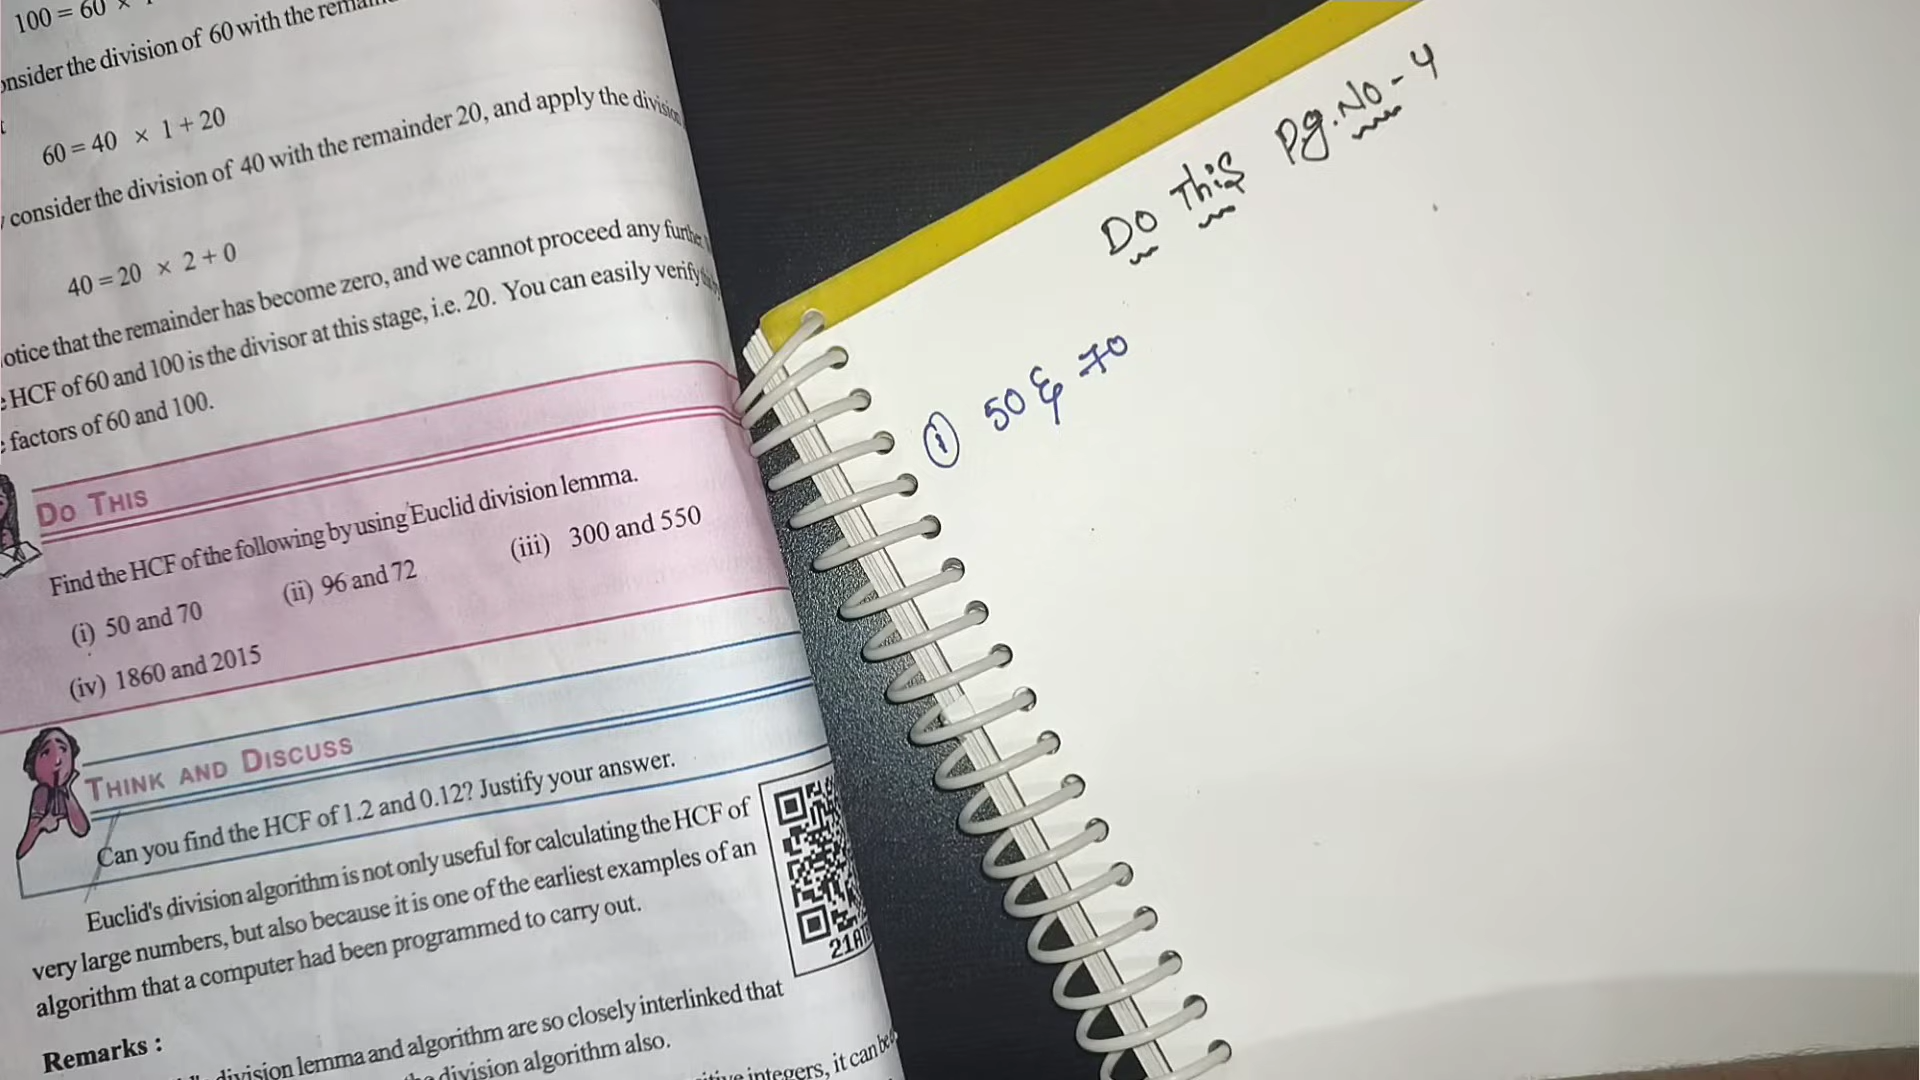 100 = 60 ×
onsider the division of 60 with the
60 = 40 × 1 + 20
consider the division of 40 with the remainder 20, and apply the division
40 = 20 × 2 + 0
otice that the remainder has become zero, and we cannot proceed any further
HCF of 60 and 100 is the divisor at this stage, i.e. 20. You can easily verify
factors of 60 and 100.
DO THIS
Find the HCF of the following by using Euclid division lemma.
(i) 50 and 70 (ii) 96 and 72 (iii) 300 and 550
(iv) 1860 and 2015
THINK AND DISCUSS
Can you find the HCF of 1.2 and 0.12? Justify your answer.
Euclid's division algorithm is not only useful for calculating the HCF of
very large numbers, but also because it is one of the earliest examples of an
algorithm that a computer had been programmed to carry out.
Remarks :
division lemma and algorithm are so closely interlinked that
division algorithm also.
integers, it can be
Do This Pg.No-4
(i) 50 & 70